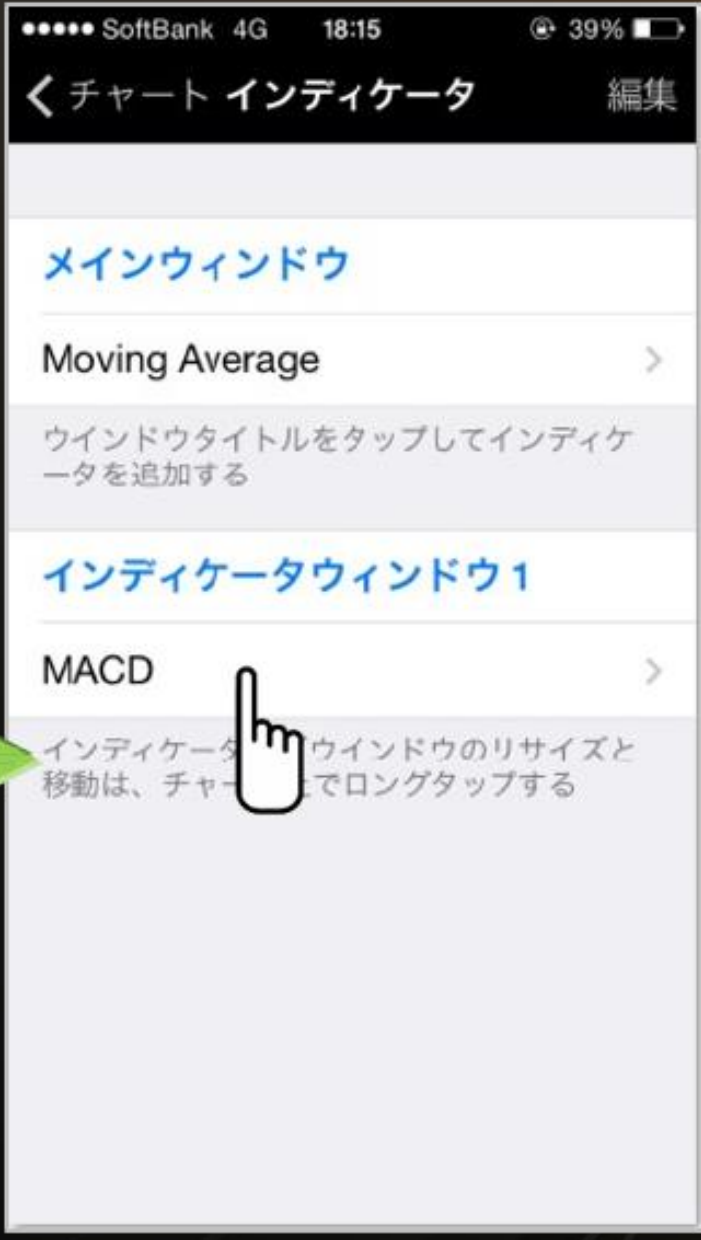 SoftBank 4G 18:15 39%
チャート インディケータ 編集
メインウィンドウ
Moving Average
ウインドウタイトルをタップしてインディケ
ータを追加する
インディケータウィンドウ1
MACD
インディケータ ウインドウのリサイズと
移動は、チャー でロングタップする